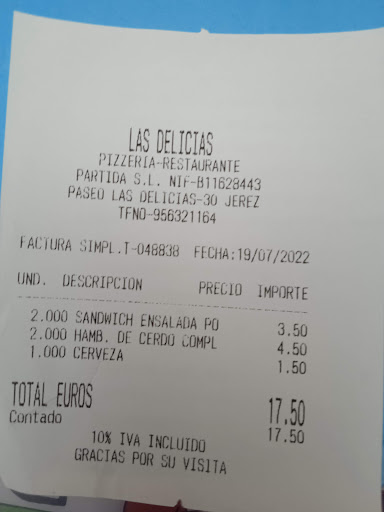 LAS DELICIAS
PIZZERIA-RESTAURANTE
PARTIDA S.L. NIF-B11628443
PASEO LAS DELICIAS-30 JEREZ
TFNO-956321164
FACTURA SIMPL.T-048838 FECHA:19/07/2022
UND. DESCRIPCION PRECIO IMPORTE
2.000 SANDWICH ENSALADA PO 3.50
2.000 HAMB. DE CERDO COMPL 4.50
1.000 CERVEZA 1.50
TOTAL EUROS 17.50
Contado 17.50
10% IVA INCLUIDO
GRACIAS POR SU VISITA